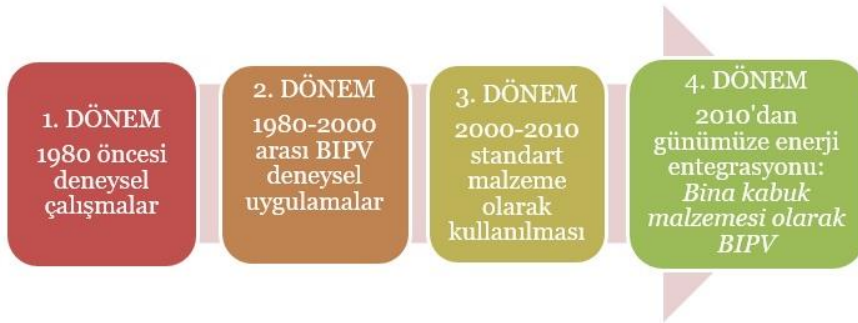 1. DÖNEM
1980 öncesi
deneysel
çalışmalar
2. DÖNEM
1980-2000
arası BIPV
deneysel
uygulamalar
3. DÖNEM
2000-2010
standart
malzeme
olarak
kullanılması
4. DÖNEM
2010'dan
günümüze enerji
entegrasyonu:
Bina kabuk
malzemesi olarak
BIPV